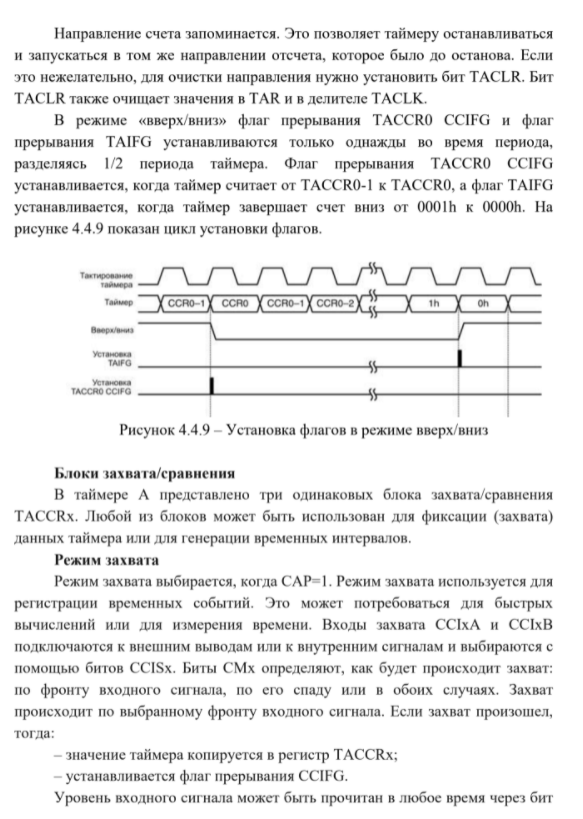 Направление счета запоминается. Это позволяет таймеру останавливаться
и запускаться в том же направлении отсчета, которое было до останова. Если
это нежелательно, для очистки направления нужно установить бит TACLR. Бит
TACLR также очищает значения в TAR и в делителе TACLK.
В режиме «вверх/вниз» флаг прерывания TACCR0 CCIFG и флаг
прерывания TAIFG устанавливаются только однажды во время периода,
разделяясь 1/2 периода таймера. Флаг прерывания TACCR0 CCIFG
устанавливается, когда таймер считает от TACCR0-1 к TACCR0, а флаг TAIFG
устанавливается, когда таймер завершает счет вниз от 0001h к 0000h. На
рисунке 4.4.9 показан цикл установки флагов.
Тактирование
таймера
Таймер CCR0–1 CCR0 CCR0–1 CCR0–2 1h 0h
Вверх/вниз
Установка
TAIFG
Установка
TACCR0 CCIFG
Рисунок 4.4.9 – Установка флагов в режиме вверх/вниз
Блоки захвата/сравнения
В таймере А представлено три одинаковых блока захвата/сравнения
TACCRx. Любой из блоков может быть использован для фиксации (захвата)
данных таймера или для генерации временных интервалов.
Режим захвата
Режим захвата выбирается, когда CAP=1. Режим захвата используется для
регистрации временных событий. Это может потребоваться для быстрых
вычислений или для измерения времени. Входы захвата CCIxA и CCIxB
подключаются к внешним выводам или к внутренним сигналам и выбираются с
помощью битов CCISx. Биты CMx определяют, как будет происходит захват:
по фронту входного сигнала, по его спаду или в обоих случаях. Захват
происходит по выбранному фронту входного сигнала. Если захват произошел,
тогда:
– значение таймера копируется в регистр TACCRx;
– устанавливается флаг прерывания CCIFG.
Уровень входного сигнала может быть прочитан в любое время через бит